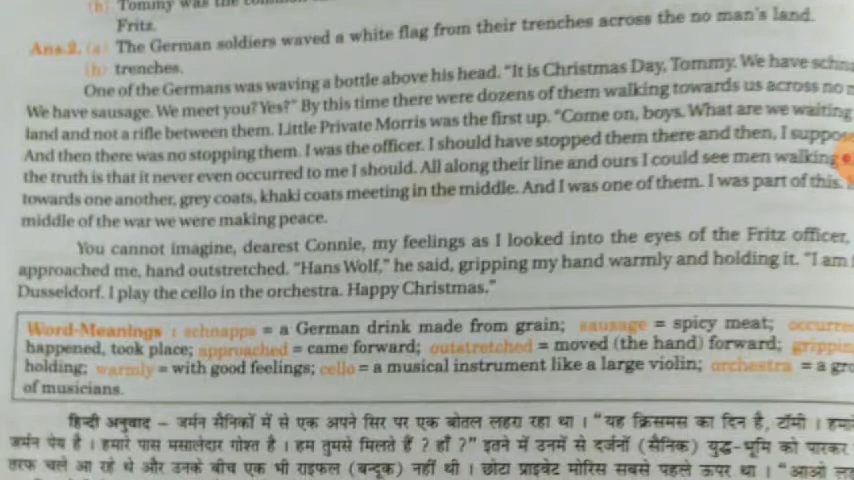 (h) Tommy was the common
Fritz.
Ans.2. (a) The German soldiers waved a white flag from their trenches across the no man's land.
(b) trenches.
One of the Germans was waving a bottle above his head. "It is Christmas Day, Tommy. We have schna
We have sausage. We meet you? Yes?" By this time there were dozens of them walking towards us across no
land and not a rifle between them. Little Private Morris was the first up. "Come on, boys. What are we waiting
And then there was no stopping them. I was the officer. I should have stopped them there and then, I suppos
the truth is that it never even occurred to me I should. All along their line and ours I could see men walking
towards one another, grey coats, khaki coats meeting in the middle. And I was one of them. I was part of this.
middle of the war we were making peace.
You cannot imagine, dearest Connie, my feelings as I looked into the eyes of the Fritz officer,
approached me, hand outstretched. "Hans Wolf," he said, gripping my hand warmly and holding it. "I am
Dusseldorf. I play the cello in the orchestra. Happy Christmas."
Word-Meanings : schnapps = a German drink made from grain; sausage = spicy meat; occurre
happened, took place; approached = came forward; outstretched = moved (the hand) forward; grippin
holding; warmly = with good feelings; cello = a musical instrument like a large violin; orchestra = a gro
of musicians.
हिन्दी अनुवाद – जर्मन सैनिकों में से एक अपने सिर पर एक बोतल लहरा रहा था। "यह क्रिसमस का दिन है, टॉमी। हमा
जर्मन पेय है। हमारे पास मसालेदार गोश्त है। हम तुमसे मिलते हैं ? हाँ ?" इतने में उनमें से दर्जनों (सैनिक) युद्ध-भूमि को पारकर
तरफ चले आ रहे थे और उनके बीच एक भी राइफल (बन्दूक) नहीं थी। छोटा प्राइवेट मोरिस सबसे पहले ऊपर था। "आओ